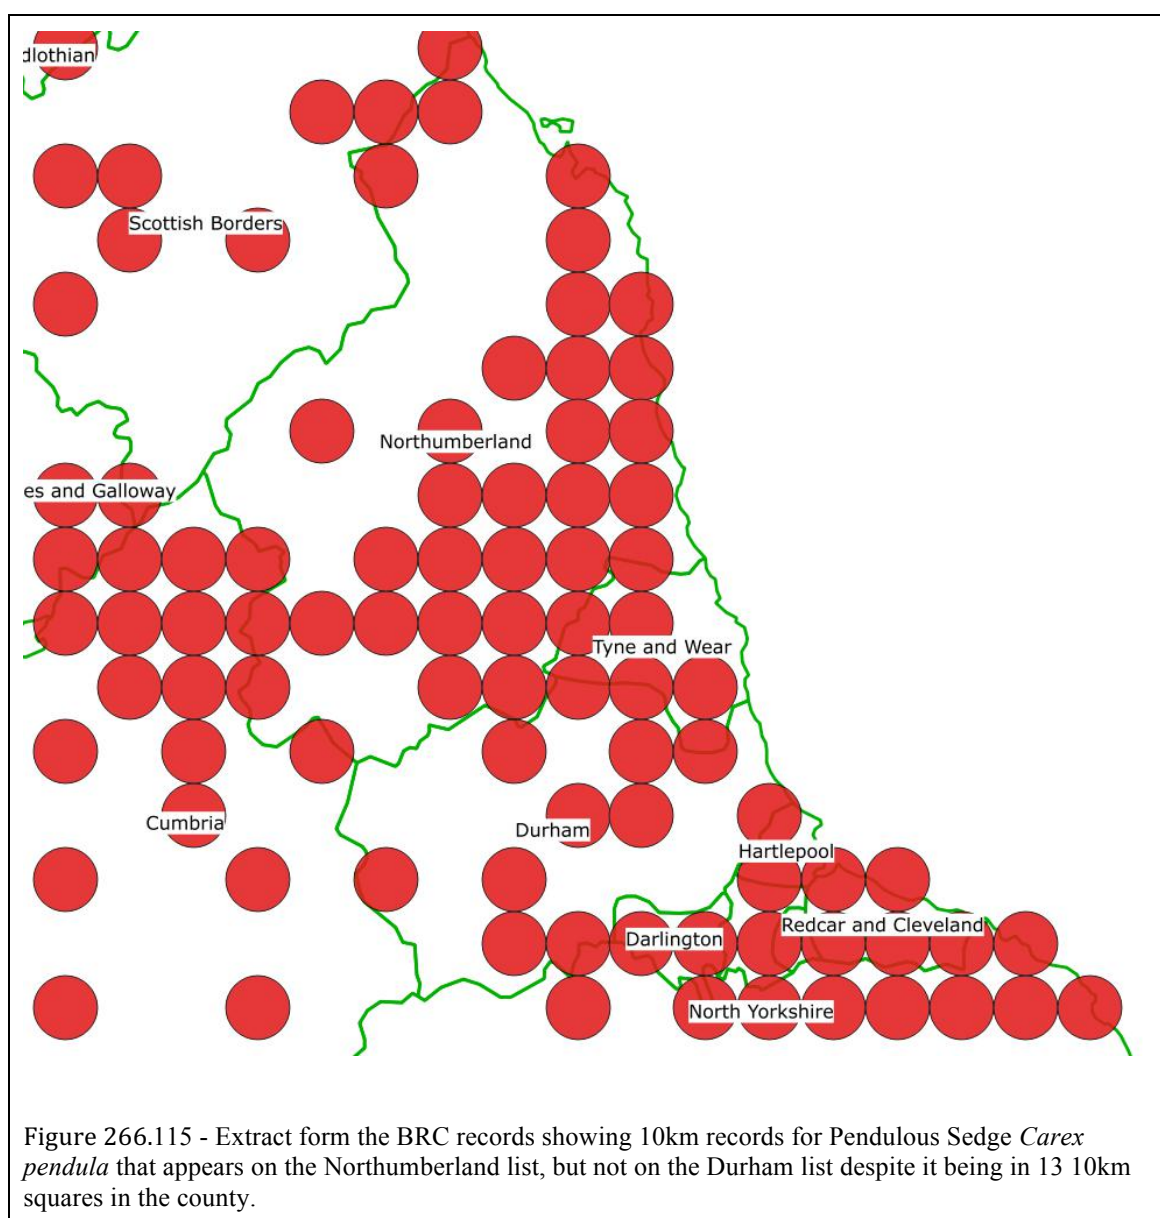 dlothian
Scottish Borders
Northumberland
es and Galloway
Tyne and Wear
Cumbria
Durham
Hartlepool
Redcar and Cleveland
Darlington
North Yorkshire
Figure 266.115 - Extract form the BRC records showing 10km records for Pendulous Sedge Carex
pendula that appears on the Northumberland list, but not on the Durham list despite it being in 13 10km
squares in the county.